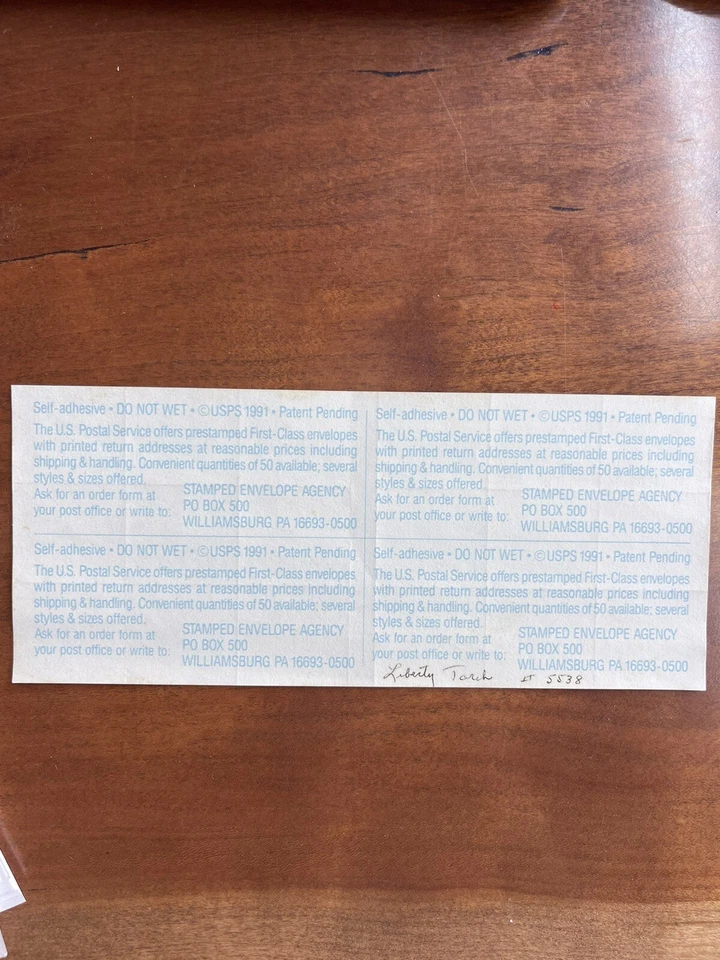 Self-adhesive • DO NOT WET • ©USPS 1991 • Patent Pending
The U.S. Postal Service offers prestamped First-Class envelopes
with printed return addresses at reasonable prices including
shipping & handling. Convenient quantities of 50 available; several
styles & sizes offered.
Ask for an order form at
your post office or write to:
STAMPED ENVELOPE AGENCY
PO BOX 500
WILLIAMSBURG PA 16693-0500
Self-adhesive • DO NOT WET • ©USPS 1991 • Patent Pending
The U.S. Postal Service offers prestamped First-Class envelopes
with printed return addresses at reasonable prices including
shipping & handling. Convenient quantities of 50 available; several
styles & sizes offered.
Ask for an order form at
your post office or write to:
STAMPED ENVELOPE AGENCY
PO BOX 500
WILLIAMSBURG PA 16693-0500
Self-adhesive • DO NOT WET • ©USPS 1991 • Patent Pending
The U.S. Postal Service offers prestamped First-Class envelopes
with printed return addresses at reasonable prices including
shipping & handling. Convenient quantities of 50 available; several
styles & sizes offered.
Ask for an order form at
your post office or write to:
STAMPED ENVELOPE AGENCY
PO BOX 500
WILLIAMSBURG PA 16693-0500
Self-adhesive • DO NOT WET • ©USPS 1991 • Patent Pending
The U.S. Postal Service offers prestamped First-Class envelopes
with printed return addresses at reasonable prices including
shipping & handling. Convenient quantities of 50 available; several
styles & sizes offered.
Ask for an order form at
your post office or write to:
STAMPED ENVELOPE AGENCY
PO BOX 500
WILLIAMSBURG PA 16693-0500
Liberty Torch 5538